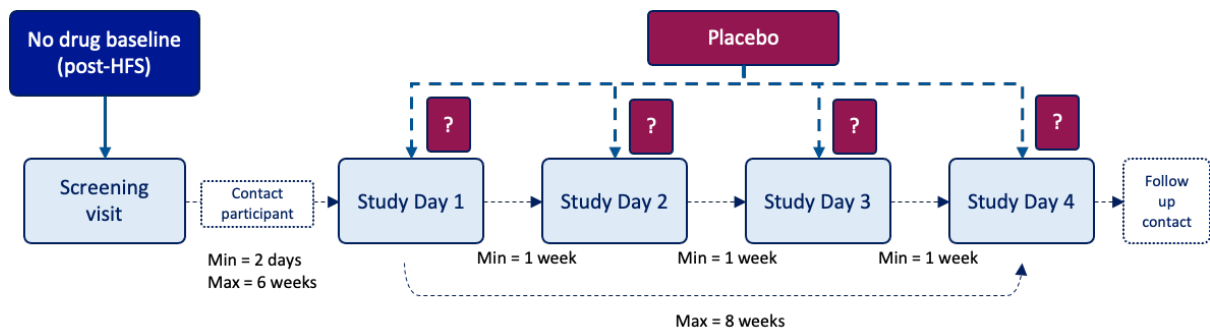 No drug baseline
(post-HFS)
Placebo
?
?
?
?
Screening
visit
Contact
participant
Study Day 1
Study Day 2
Study Day 3
Study Day 4
Follow
up
contact
Min = 2 days
Max = 6 weeks
Min = 1 week
Min = 1 week
Min = 1 week
Max = 8 weeks